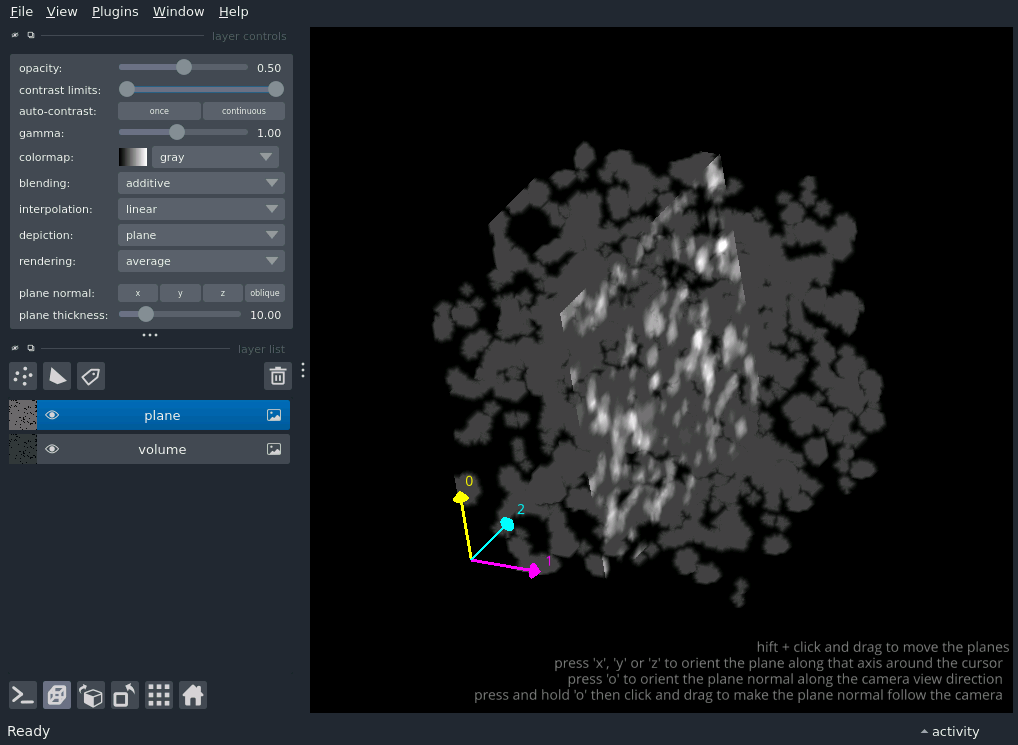 File View Plugins Window Help
layer controls
opacity: 0.50
contrast limits:
auto-contrast: once continuous
gamma: 1.00
colormap: gray
blending: additive
interpolation: linear
depiction: plane
rendering: average
plane normal: x y z oblique
plane thickness: 10.00
layer list
plane
volume
0
2
1
hift + click and drag to move the planes
press 'x', 'y' or 'z' to orient the plane along that axis around the cursor
press 'o' to orient the plane normal along the camera view direction
press and hold 'o' then click and drag to make the plane normal follow the camera
Ready activity